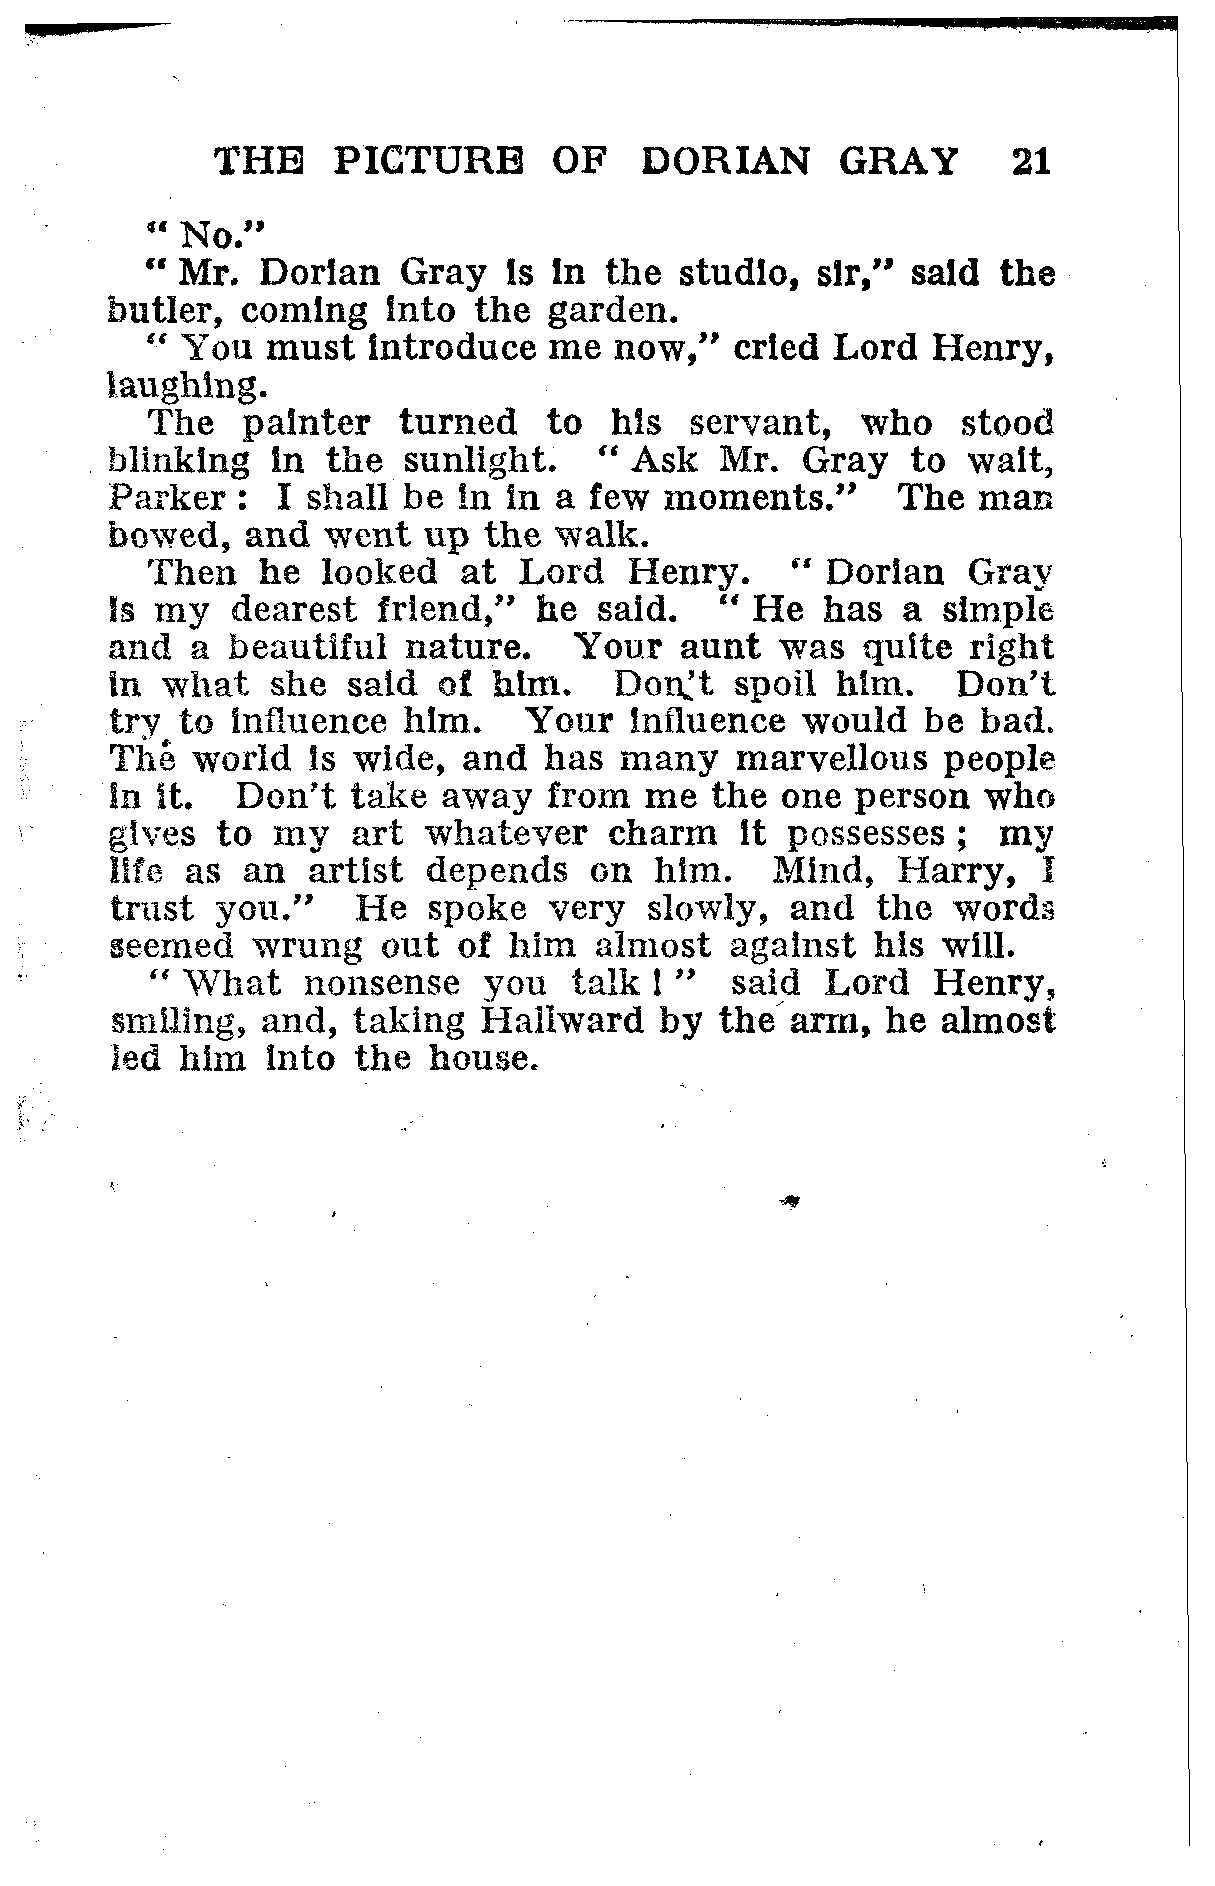 THE PICTURE OF DORIAN GRAY 21
“ No.”
“ Mr. Dorian Gray is in the studio, sir,” said the
butler, coming into the garden.
“ You must introduce me now,” cried Lord Henry,
laughing.
The painter turned to his servant, who stood
blinking in the sunlight. “ Ask Mr. Gray to wait,
Parker : I shall be in in a few moments.” The man
bowed, and went up the walk.
Then he looked at Lord Henry. “ Dorian Gray
is my dearest friend,” he said. “ He has a simple
and a beautiful nature. Your aunt was quite right
in what she said of him. Don't spoil him. Don't
try to influence him. Your influence would be bad.
The world is wide, and has many marvellous people
in it. Don't take away from me the one person who
gives to my art whatever charm it possesses ; my
life as an artist depends on him. Mind, Harry, I
trust you.” He spoke very slowly, and the words
seemed wrung out of him almost against his will.
“ What nonsense you talk ! ” said Lord Henry,
smiling, and, taking Hallward by the arm, he almost
led him into the house.